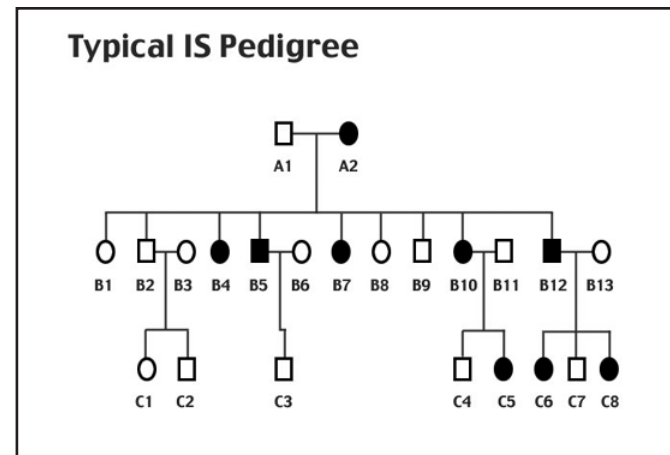 Typical IS Pedigree
A1 A2
B1 B2 B3 B4 B5 B6 B7 B8 B9 B10 B11 B12 B13
C1 C2 C3 C4 C5 C6 C7 C8